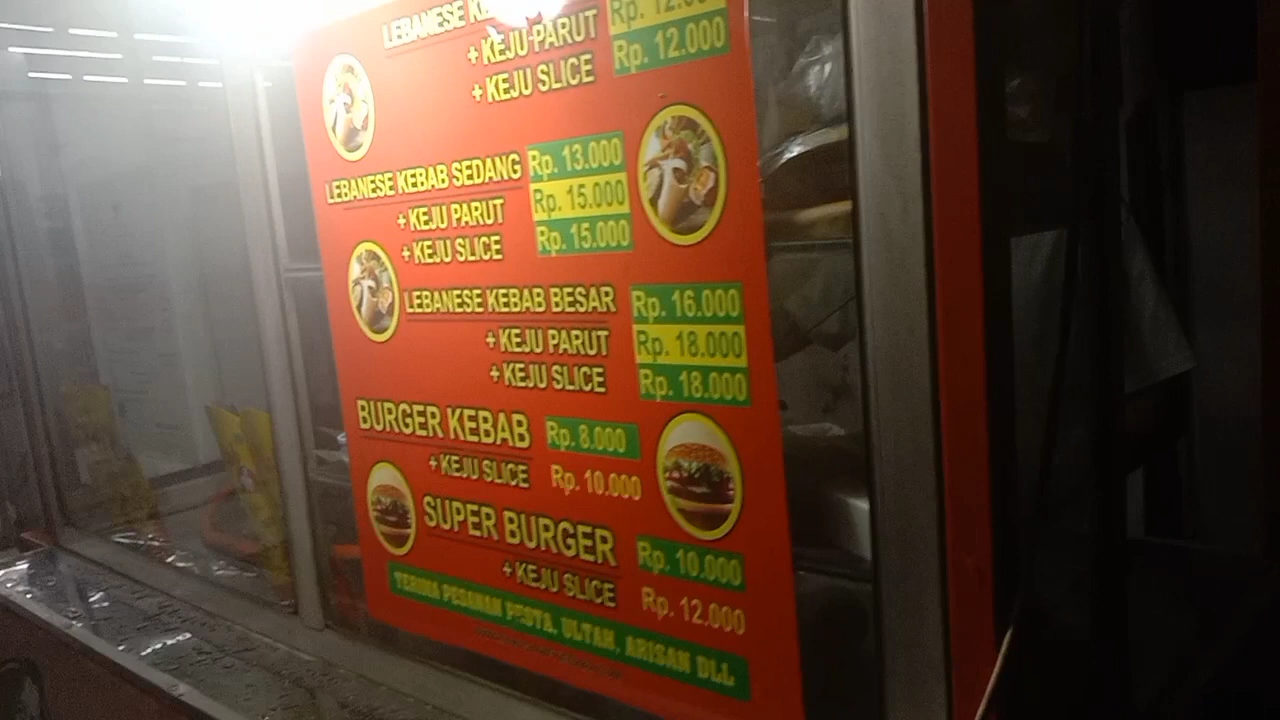 LEBANESE
+ KEJU PARUT Rp. 12.000
+ KEJU SLICE Rp. 12.000
LEBANESE KEBAB SEDANG Rp. 13.000
+ KEJU PARUT Rp. 15.000
+ KEJU SLICE Rp. 15.000
LEBANESE KEBAB BESAR Rp. 16.000
+ KEJU PARUT Rp. 18.000
+ KEJU SLICE Rp. 18.000
BURGER KEBAB Rp. 8.000
+ KEJU SLICE Rp. 10.000
SUPER BURGER Rp. 10.000
+ KEJU SLICE Rp. 12.000
TERIMA PESANAN PESTA, ULTAH, ARISAN DLL